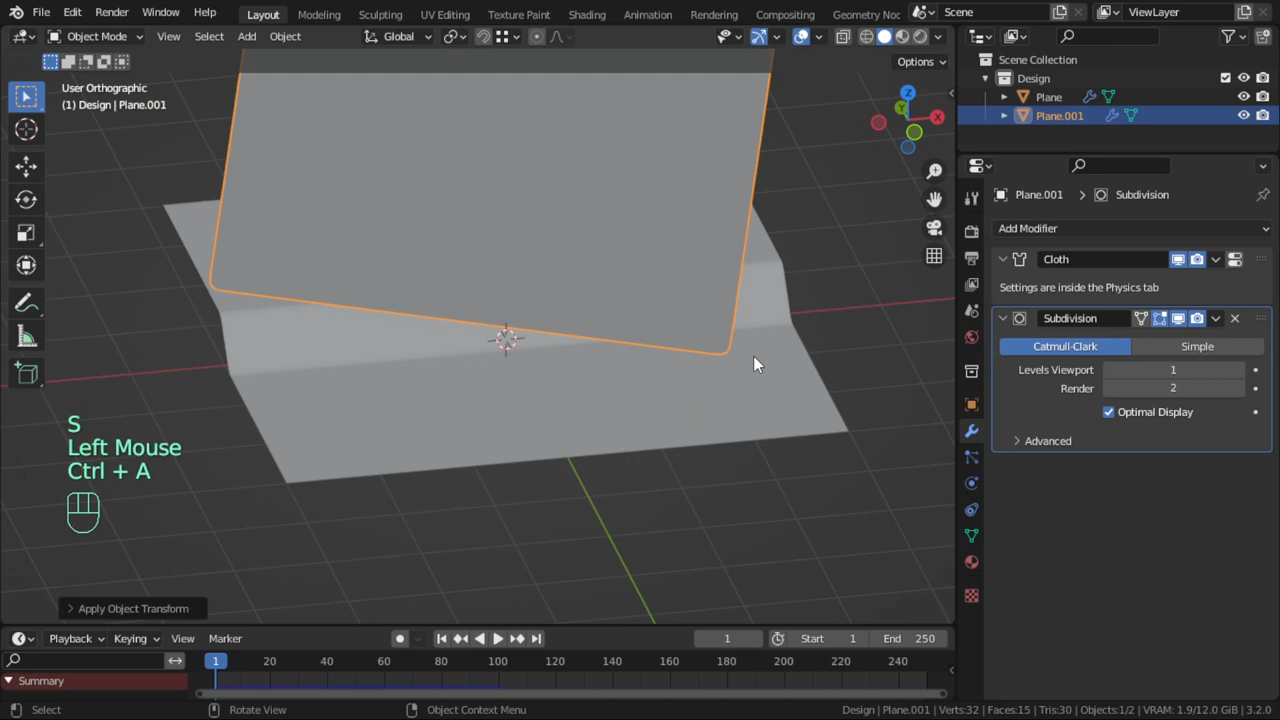 File Edit Render Window Help Layout Modeling Sculpting UV Editing Texture Paint Shading Animation Rendering Compositing Geometry Noc Scene ViewLayer
Object Mode View Select Add Object Global
Options
User Orthographic
(1) Design | Plane.001
Z
Y
X
Scene Collection
Design
Plane
Plane.001
Plane.001 > Subdivision
Add Modifier
Cloth
Settings are inside the Physics tab
Subdivision
Catmull-Clark Simple
Levels Viewport 1
Render 2
Optimal Display
Advanced
S
Left Mouse
Ctrl + A
Apply Object Transform
Playback Keying View Marker 1 Start 1 End 250
1 20 40 60 80 100 120 140 160 180 200 220 240
Summary
Select Rotate View Object Context Menu Design | Plane.001 | Verts:32 | Faces:15 | Tris:30 | Objects:1/2 | VRAM: 1.9/12.0 GiB | 3.2.0